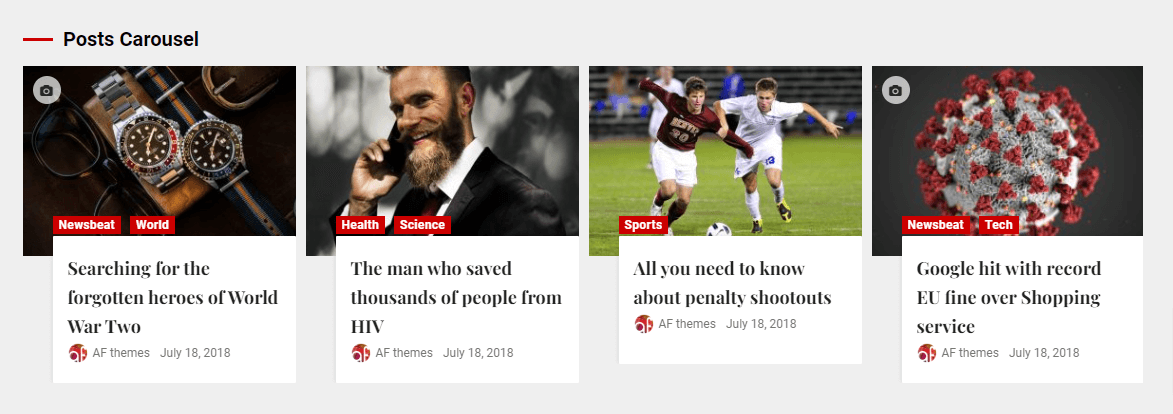 Posts Carousel
Newsbeat World
Searching for the
forgotten heroes of World
War Two
AF themes July 18, 2018
Health Science
The man who saved
thousands of people from
HIV
AF themes July 18, 2018
Sports
All you need to know
about penalty shootouts
AF themes July 18, 2018
Newsbeat Tech
Google hit with record
EU fine over Shopping
service
AF themes July 18, 2018